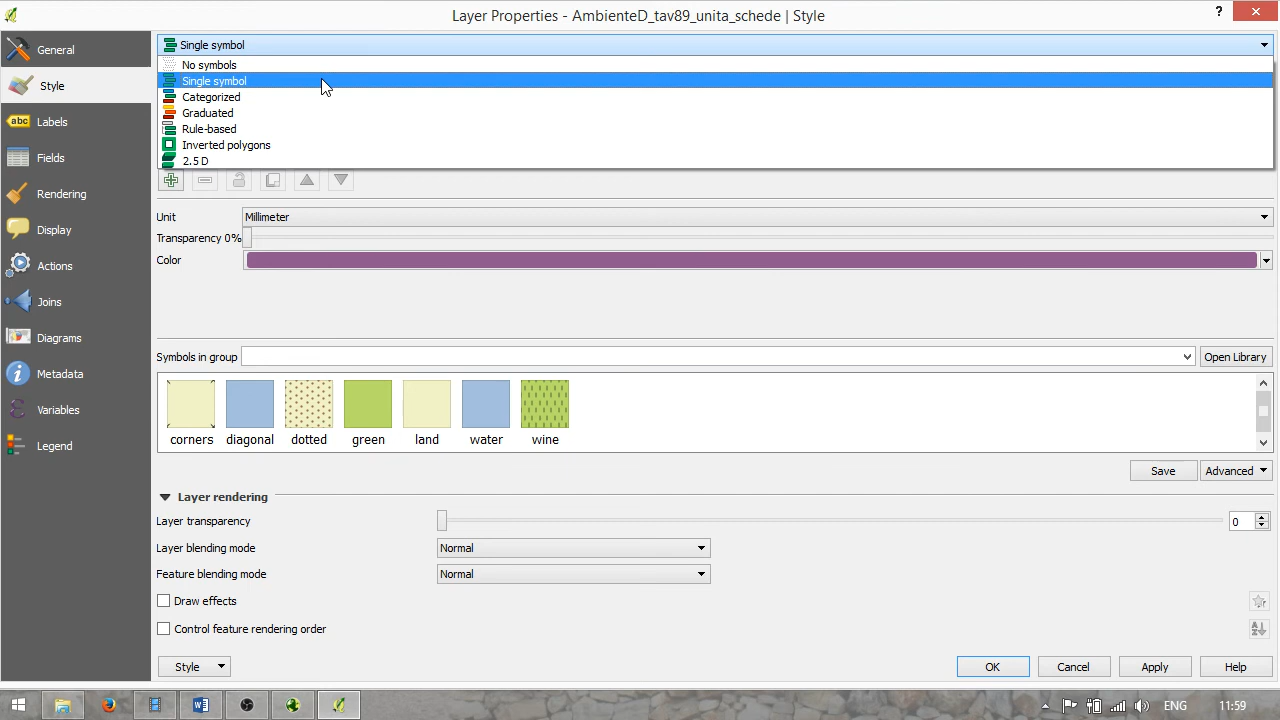 Layer Properties - AmbienteD_tav89_unita_schede | Style
?
General
Style
abc Labels
Fields
Rendering
Display
Actions
Joins
Diagrams
Metadata
Variables
Legend
Single symbol
No symbols
Single symbol
Categorized
Graduated
Rule-based
Inverted polygons
2.5 D
Unit Millimeter
Transparency 0%
Color
Symbols in group Open Library
corners diagonal dotted green land water wine
Save Advanced
Layer rendering
Layer transparency 0
Layer blending mode Normal
Feature blending mode Normal
Draw effects
Control feature rendering order
Style OK Cancel Apply Help
ENG 11:59